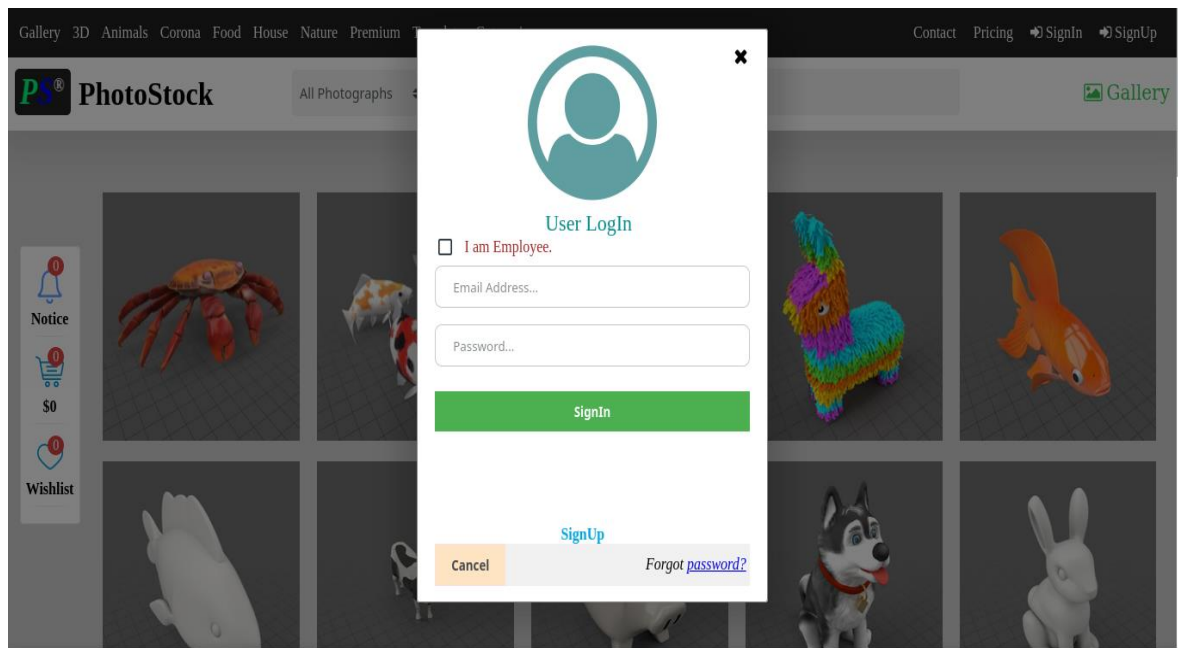 Gallery 3D Animals Corona Food House Nature Premium
Contact Pricing SignIn SignUp
PS® PhotoStock
All Photographs
Gallery
User LogIn
I am Employee.
Email Address...
Password...
SignIn
SignUp
Cancel
Forgot password?
0
Notice
0
$0
0
Wishlist